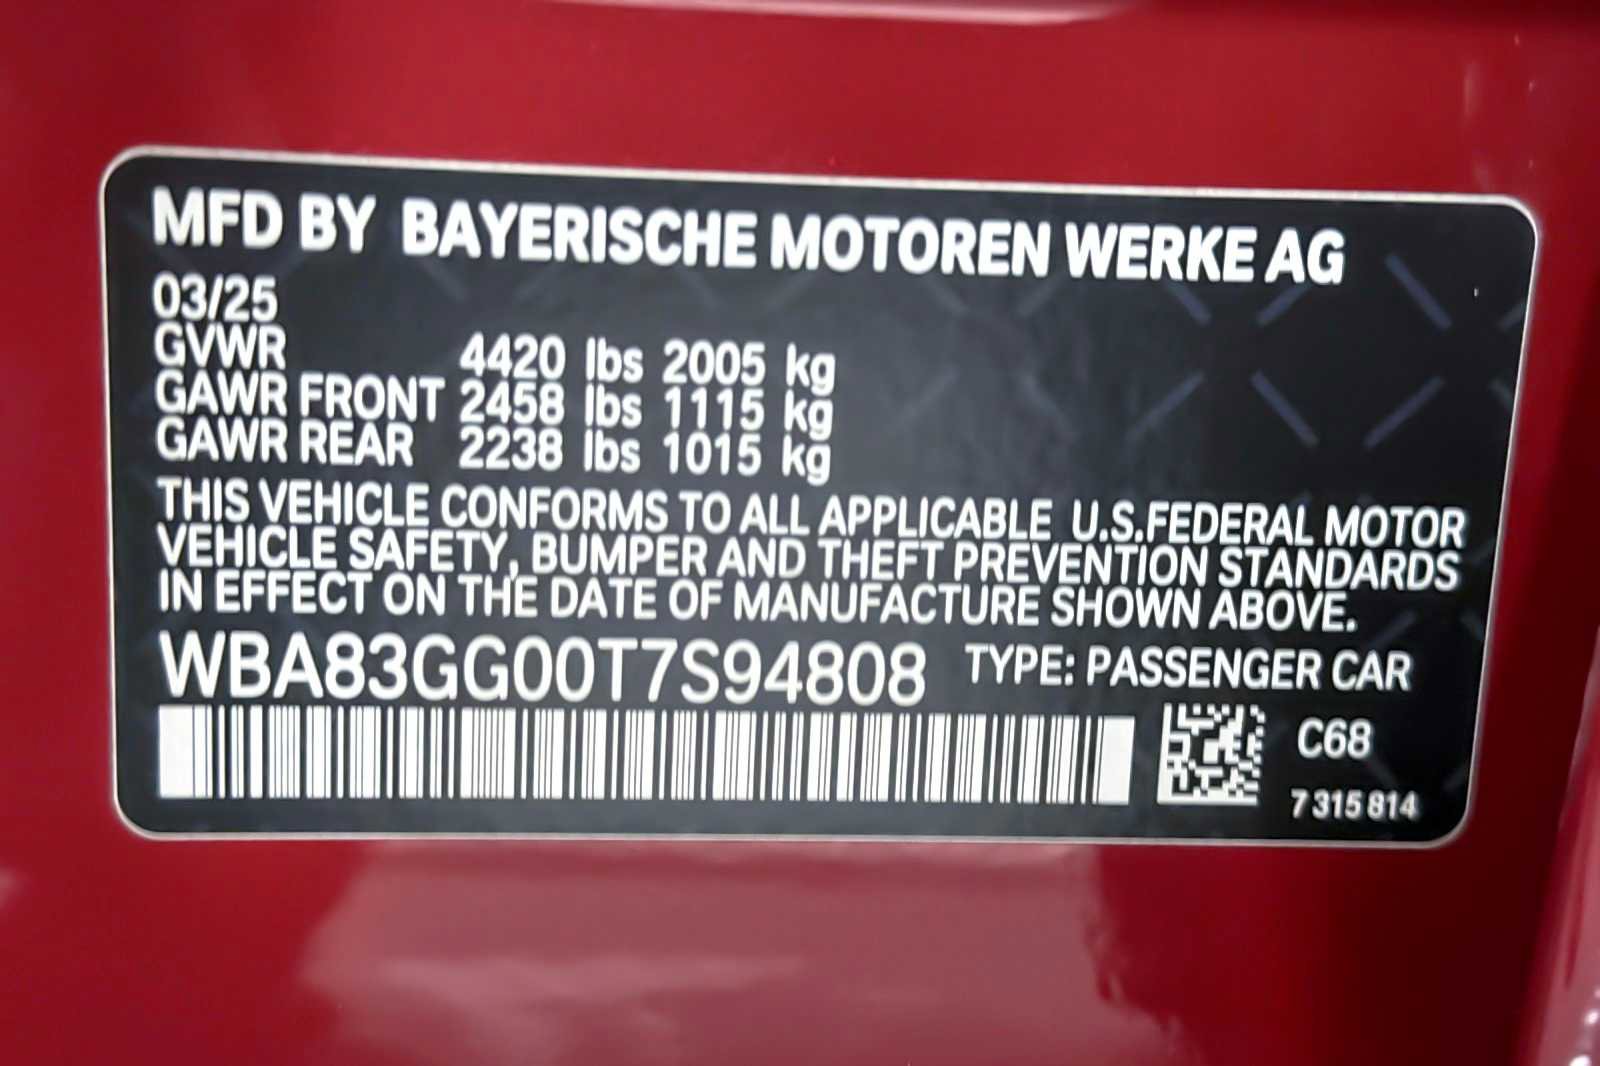 MFD BY BAYERISCHE MOTOREN WERKE AG
03/25
GVWR 4420 lbs 2005 kg
GAWR FRONT 2458 lbs 1115 kg
GAWR REAR 2238 lbs 1015 kg
THIS VEHICLE CONFORMS TO ALL APPLICABLE U.S.FEDERAL MOTOR
VEHICLE SAFETY, BUMPER AND THEFT PREVENTION STANDARDS
IN EFFECT ON THE DATE OF MANUFACTURE SHOWN ABOVE.
WBA83GG00T7S94808 TYPE: PASSENGER CAR
C68
7 315 814